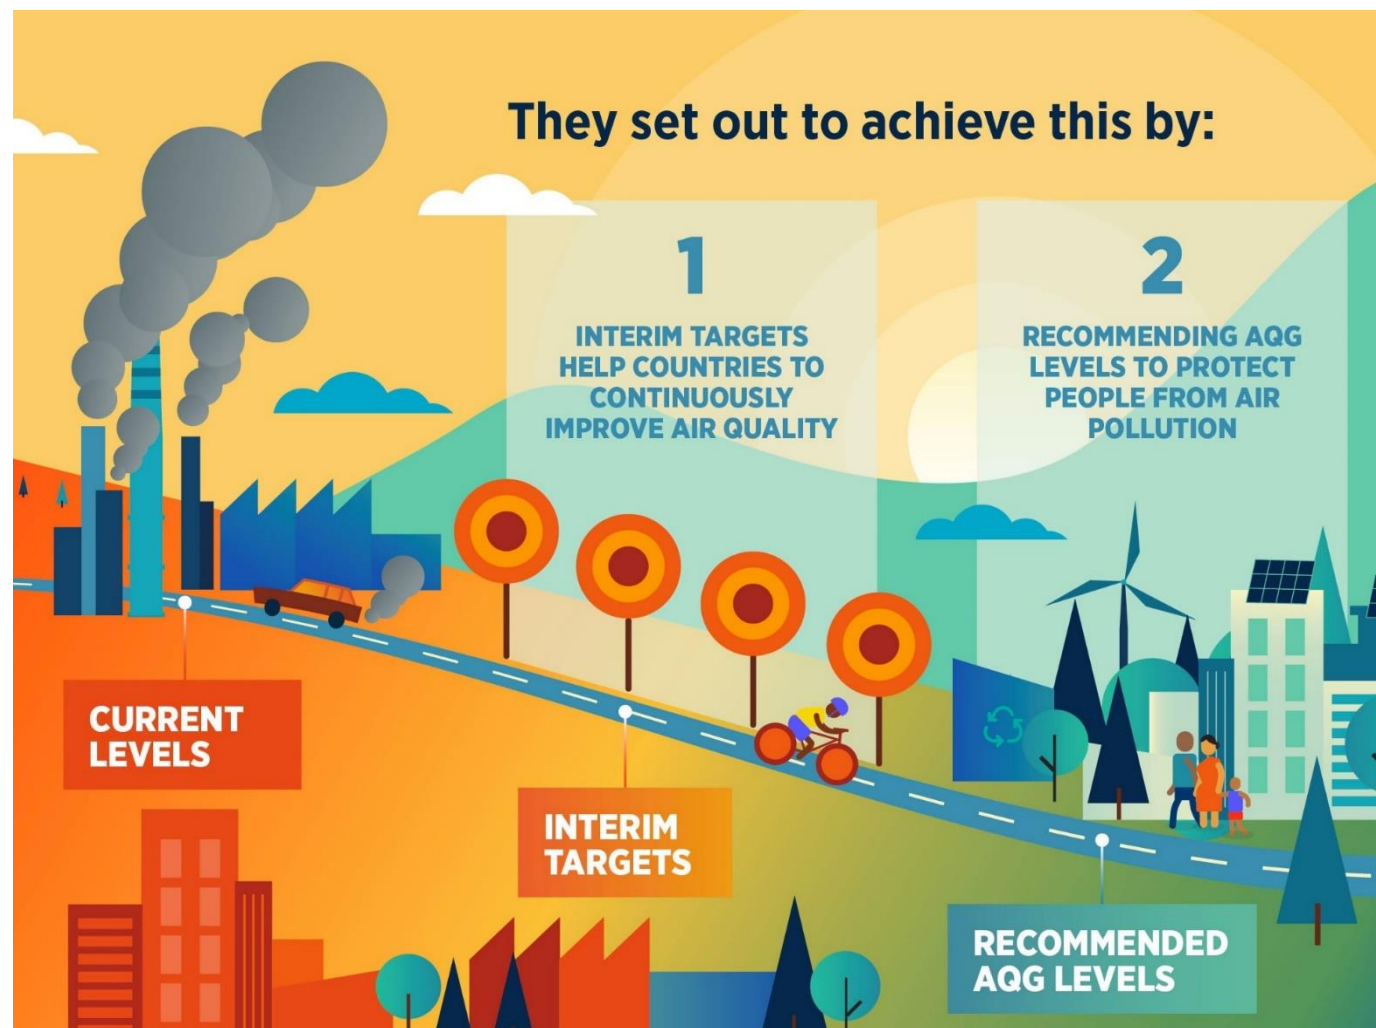 They set out to achieve this by:
1
INTERIM TARGETS
HELP COUNTRIES TO
CONTINUOUSLY
IMPROVE AIR QUALITY
2
RECOMMENDING AQG
LEVELS TO PROTECT
PEOPLE FROM AIR
POLLUTION
CURRENT
LEVELS
INTERIM
TARGETS
RECOMMENDED
AQG LEVELS